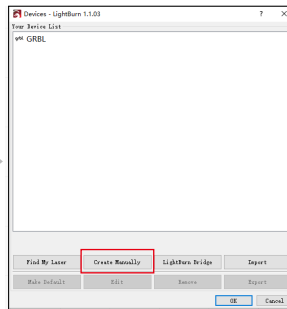 Devices - LightBurn 1.1.03 ? ×
Your Device List
GRBL
Find My Laser Create Manually LightBurn Bridge Import
Make Default Edit Remove Export
OK Cancel